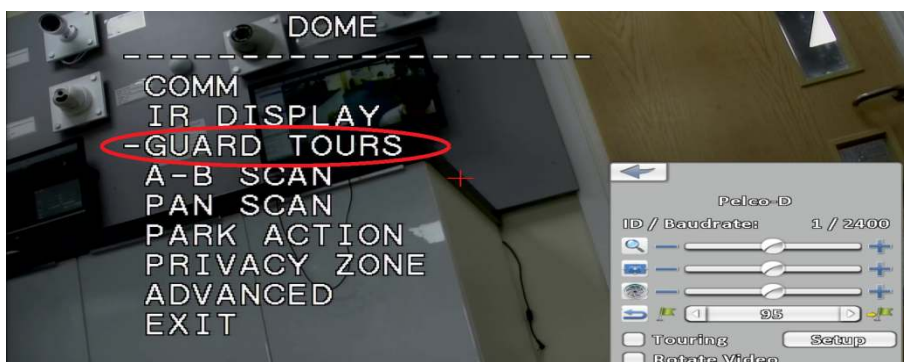 DOME
COMM
IR DISPLAY
-GUARD TOURS
A-B SCAN
PAN SCAN
PARK ACTION
PRIVACY ZONE
ADVANCED
EXIT
Pelco-D
ID / Baudrate: 1 / 2400
95
Touring Setup
Rotate Video